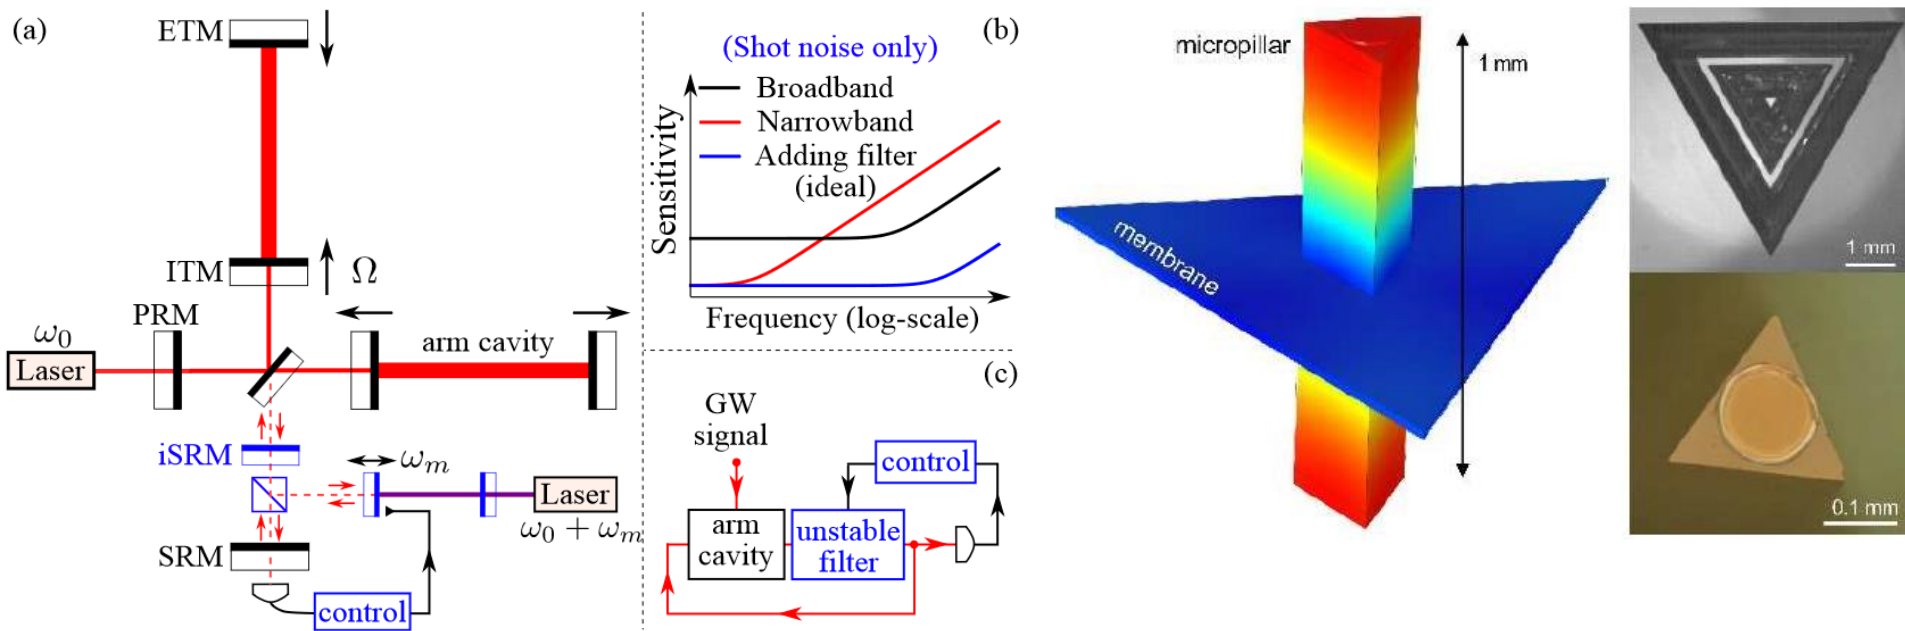 (a)
ETM
ITM
Ω
PRM
ω0
Laser
arm cavity
iSRM
ωm
Laser
ω0 + ωm
SRM
control
(b)
(Shot noise only)
Broadband
Narrowband
Adding filter
(ideal)
Sensitivity
Frequency (log-scale)
(c)
GW
signal
control
arm
cavity
unstable
filter
micropillar
1 mm
membrane
1 mm
0.1 mm